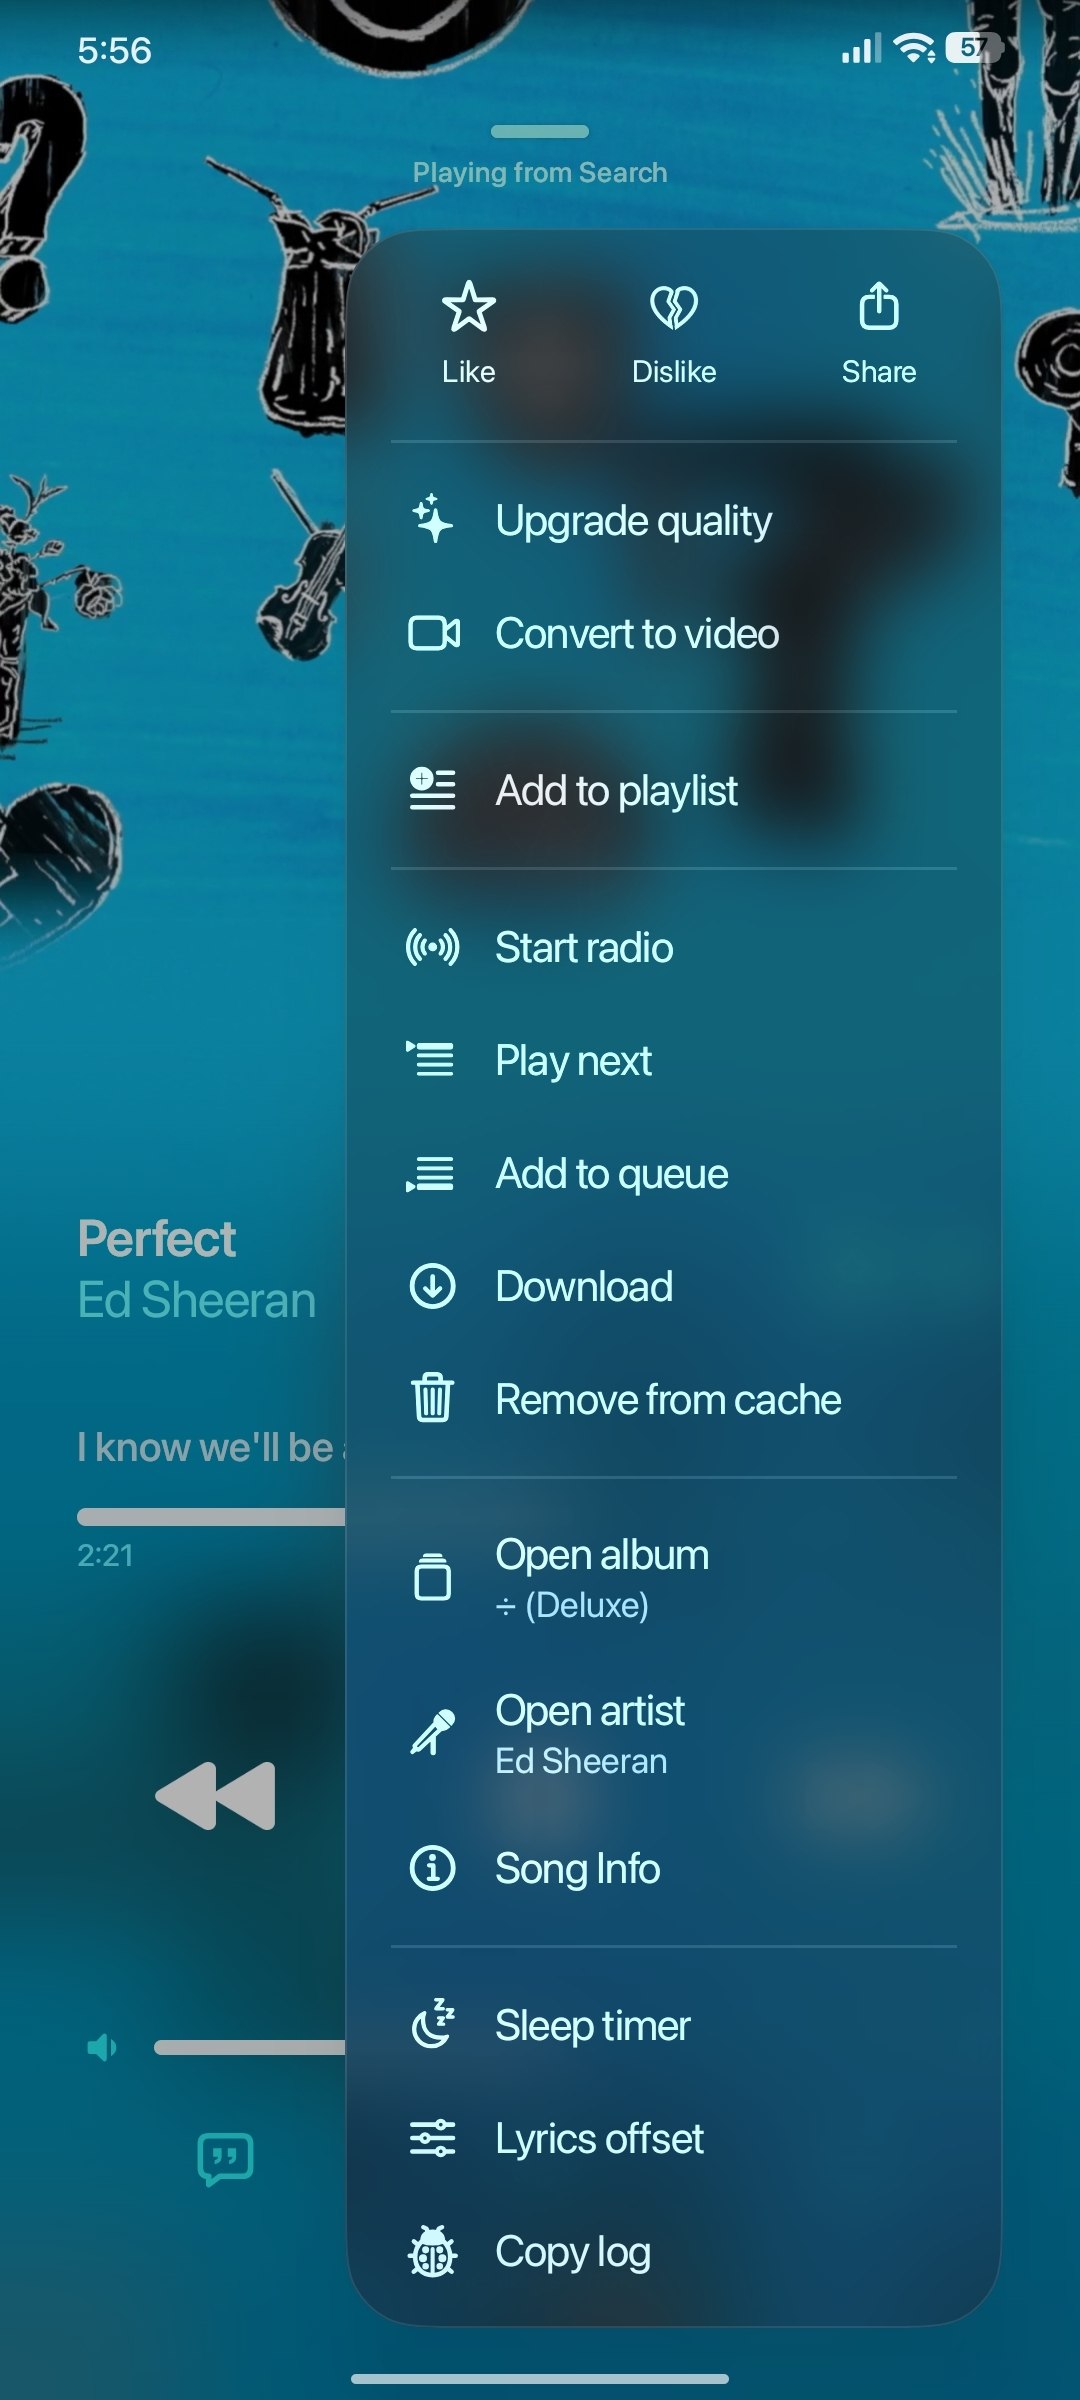 5:56
57
Playing from Search
Like
Dislike
Share
Upgrade quality
Convert to video
Add to playlist
Start radio
Play next
Add to queue
Download
Perfect
Ed Sheeran
Remove from cache
I know we'll be
2:21
Open album
÷ (Deluxe)
Open artist
Ed Sheeran
Song Info
Sleep timer
Lyrics offset
Copy log